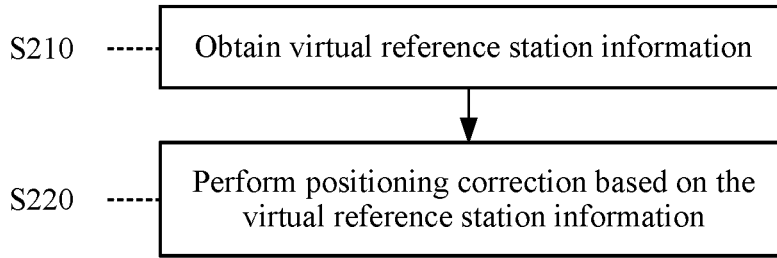 S210
Obtain virtual reference station information
S220
Perform positioning correction based on the
virtual reference station information